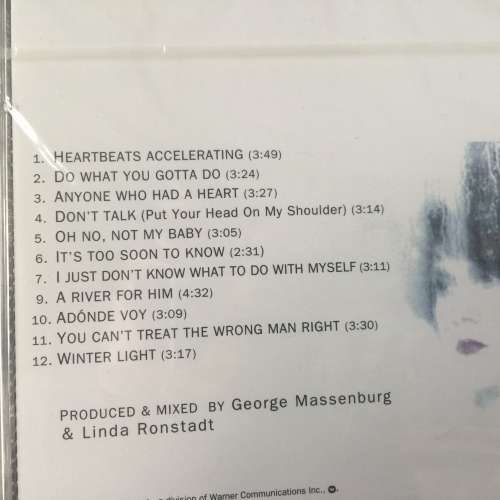 1. HEARTBEATS ACCELERATING (3:49)
2. DO WHAT YOU GOTTA DO (3:24)
3. ANYONE WHO HAD A HEART (3:27)
4. DON'T TALK (Put Your Head On My Shoulder) (3:14)
5. OH NO, NOT MY BABY (3:05)
6. IT'S TOO SOON TO KNOW (2:31)
7. I JUST DON'T KNOW WHAT TO DO WITH MYSELF (3:11)
9. A RIVER FOR HIM (4:32)
10. ADÓNDE VOY (3:09)
11. YOU CAN'T TREAT THE WRONG MAN RIGHT (3:30)
12. WINTER LIGHT (3:17)
PRODUCED & MIXED BY George Massenburg
& Linda Ronstadt
division of Warner Communications Inc.,